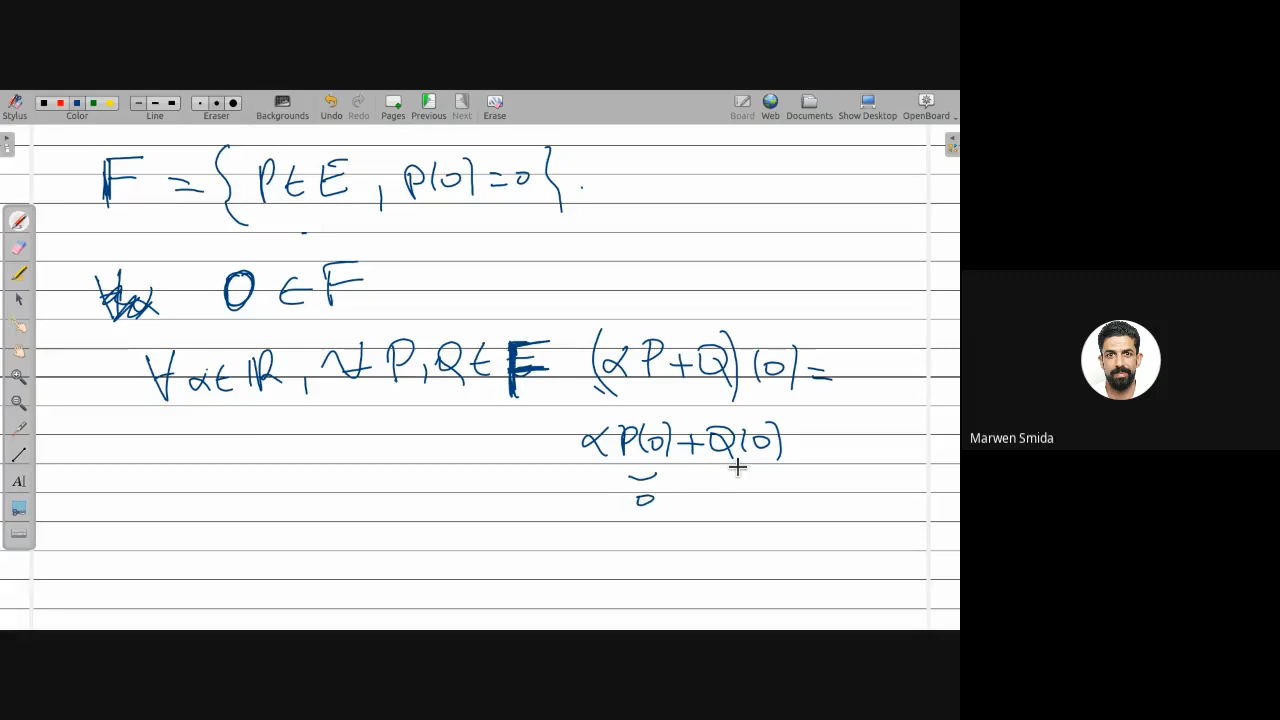 Stylus Color Line Eraser Backgrounds Undo Redo Pages Previous Next Erase Board Web Documents Show Desktop OpenBoard
F = { P ∈ E , P(0) = 0 } .
0 ∈ F
∀ α ∈ ℝ , ∀ P, Q ∈ F (αP + Q)(0) =
α P(0) + Q(0)
0
Marwen Smida